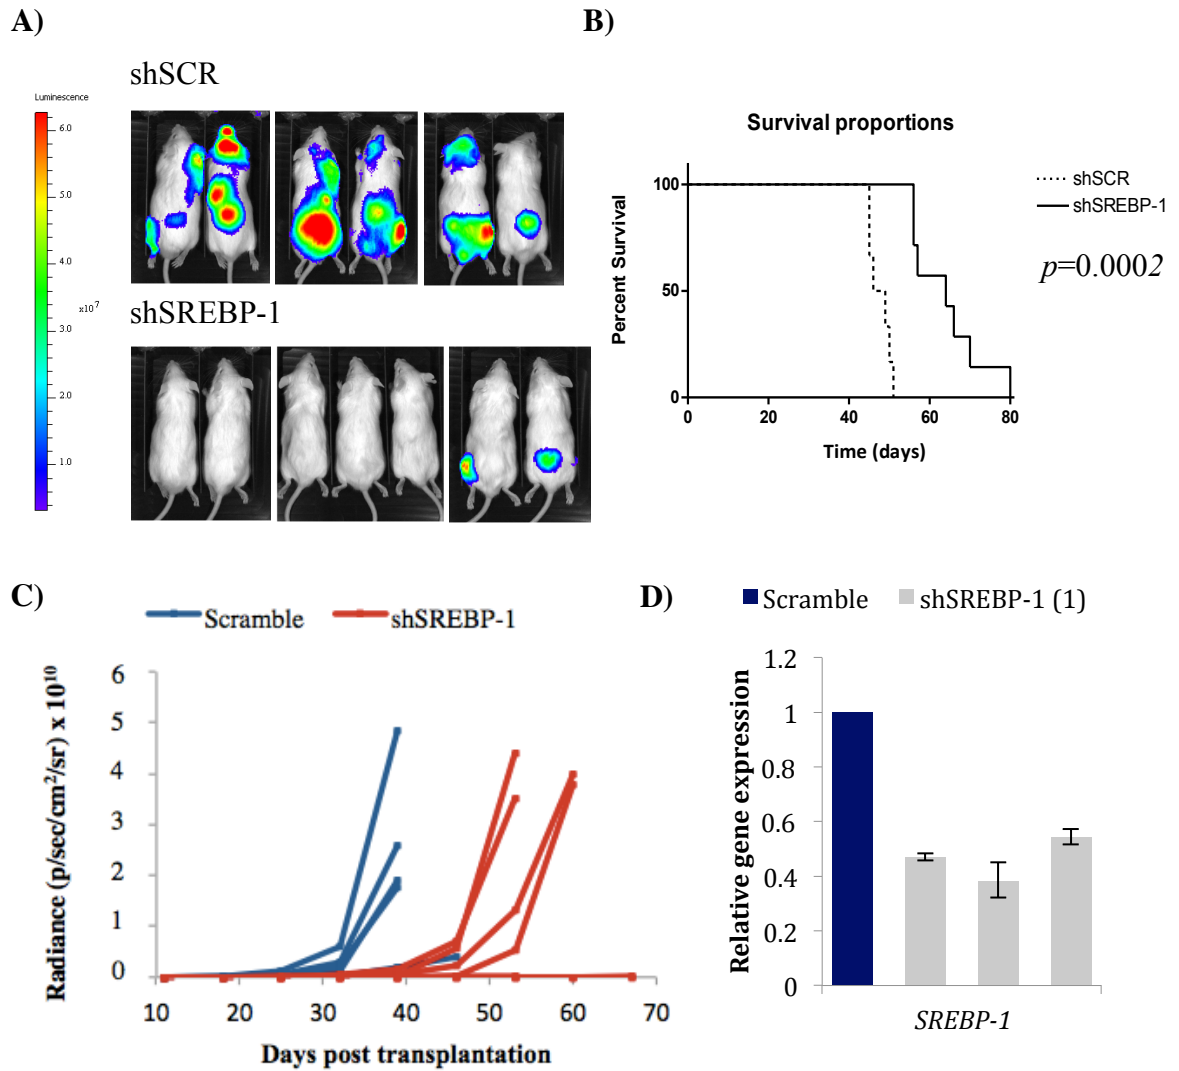 A)
shSCR
Luminescence
6.0
5.0
4.0
x10⁷
3.0
2.0
1.0
shSREBP-1
B)
Survival proportions
shSCR
shSREBP-1
p=0.0002
Percent Survival
100
50
0
0 20 40 60 80
Time (days)
C)
Scramble shSREBP-1
Radiance (p/sec/cm²/sr) x 10¹⁰
6
5
4
3
2
1
0
10 20 30 40 50 60 70
Days post transplantation
D)
Scramble shSREBP-1 (1)
Relative gene expression
1.2
1
0.8
0.6
0.4
0.2
0
SREBP-1